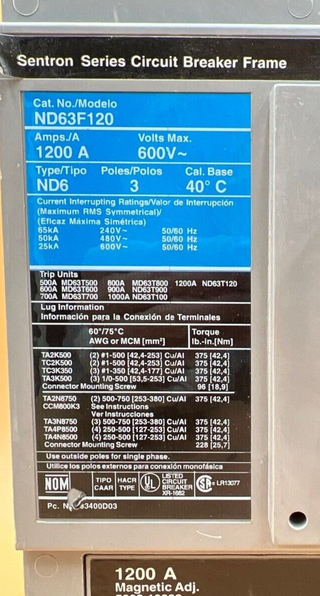 Sentron Series Circuit Breaker Frame
Cat. No./Modelo
ND63F120
Amps./A Volts Max.
1200 A 600V~
Type/Tipo Poles/Polos Cal. Base
ND6 3 40° C
Current Interrupting Ratings/Valor de Interrupción
(Maximum RMS Symmetrical)/
(Eficaz Máxima Simétrica)
65kA 240V~ 50/60 Hz
50kA 480V~ 50/60 Hz
25kA 600V~ 50/60 Hz
Trip Units
500A MD63T500 800A MD63T800 1200A ND63T120
600A MD63T600 900A ND63T900
700A MD63T700 1000A ND63T100
Lug Information
Información para la Conexión de Terminales
60°/75°C Torque
AWG or MCM [mm²] lb.-in.[Nm]
TA2K500 (2) #1-500 [42,4-253] Cu/Al 375 [42,4]
TC2K500 (2) #1-500 [42,4-253] Cu/Al 375 [42,4]
TC3K350 (3) #1-350 [42,4-177] Cu/Al 375 [42,4]
TA3K500 (3) 1/0-500 [53,5-253] Cu/Al 375 [42,4]
Connector Mounting Screw 96 [18,9]
TA2N8750 (2) 500-750 [253-380] Cu/Al 375 [42,4]
CCM800K3 See Instructions
Ver Instrucciones
TA3N8750 (3) 500-750 [253-380] Cu/Al 375 [42,4]
TA4P8500 (4) 250-500 [127-253] Cu/Al 375 [42,4]
TA4N8500 (4) 250-500 [127-253] Cu/Al 375 [42,4]
Connector Mounting Screw 228 [25,7]
Use outside poles for single phase.
Utilice los polos externos para conexión monofásica
NOM TIPO CAAR HACR TYPE UL LISTED CIRCUIT BREAKER XR-1682 LR13077
Pc. N 83400D03
1200 A
Magnetic Adj.